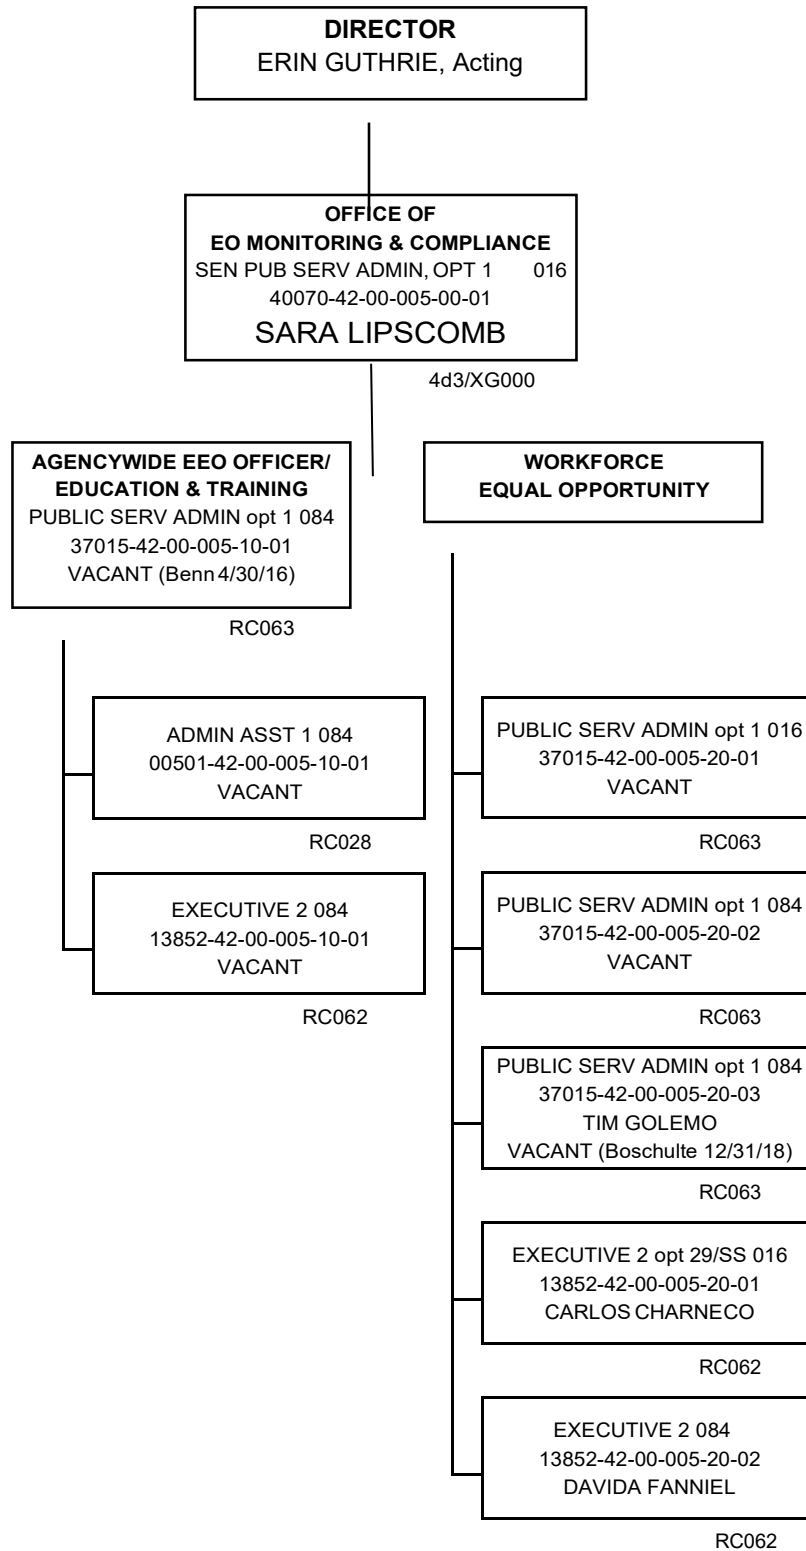 DIRECTOR
ERIN GUTHRIE, Acting
OFFICE OF
EO MONITORING & COMPLIANCE
SEN PUB SERV ADMIN, OPT 1 016
40070-42-00-005-00-01
SARA LIPSCOMB
4d3/XG000
AGENCYWIDE EEO OFFICER/
EDUCATION & TRAINING
PUBLIC SERV ADMIN opt 1 084
37015-42-00-005-10-01
VACANT (Benn 4/30/16)
RC063
ADMIN ASST 1 084
00501-42-00-005-10-01
VACANT
RC028
EXECUTIVE 2 084
13852-42-00-005-10-01
VACANT
RC062
WORKFORCE
EQUAL OPPORTUNITY
PUBLIC SERV ADMIN opt 1 016
37015-42-00-005-20-01
VACANT
RC063
PUBLIC SERV ADMIN opt 1 084
37015-42-00-005-20-02
VACANT
RC063
PUBLIC SERV ADMIN opt 1 084
37015-42-00-005-20-03
TIM GOLEMO
VACANT (Boschulte 12/31/18)
RC063
EXECUTIVE 2 opt 29/SS 016
13852-42-00-005-20-01
CARLOS CHARNECO
RC062
EXECUTIVE 2 084
13852-42-00-005-20-02
DAVIDA FANNIEL
RC062